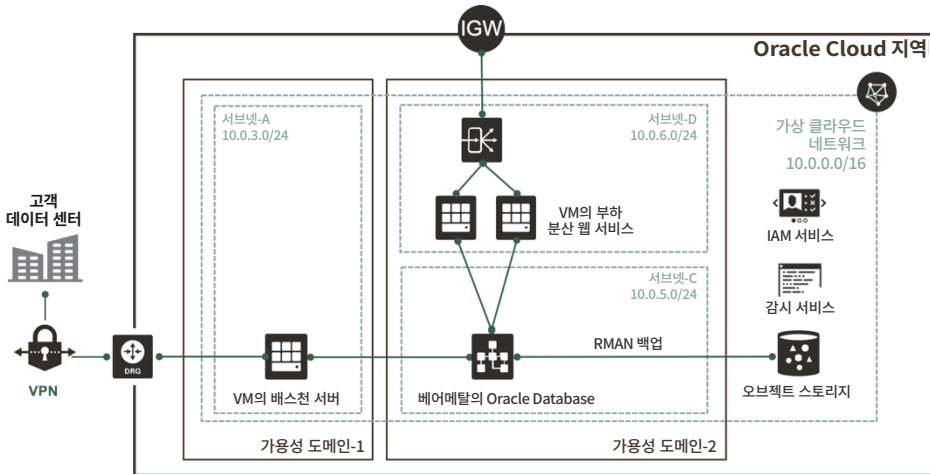 IGW
Oracle Cloud 지역
서브넷-A
10.0.3.0/24
서브넷-D
10.0.6.0/24
가상 클라우드
네트워크
10.0.0.0/16
고객
데이터 센터
VM의 부하
분산 웹 서비스
IAM 서비스
서브넷-C
10.0.5.0/24
감시 서비스
RMAN 백업
DRG
VPN
VM의 배스천 서버
베어메탈의 Oracle Database
오브젝트 스토리지
가용성 도메인-1
가용성 도메인-2